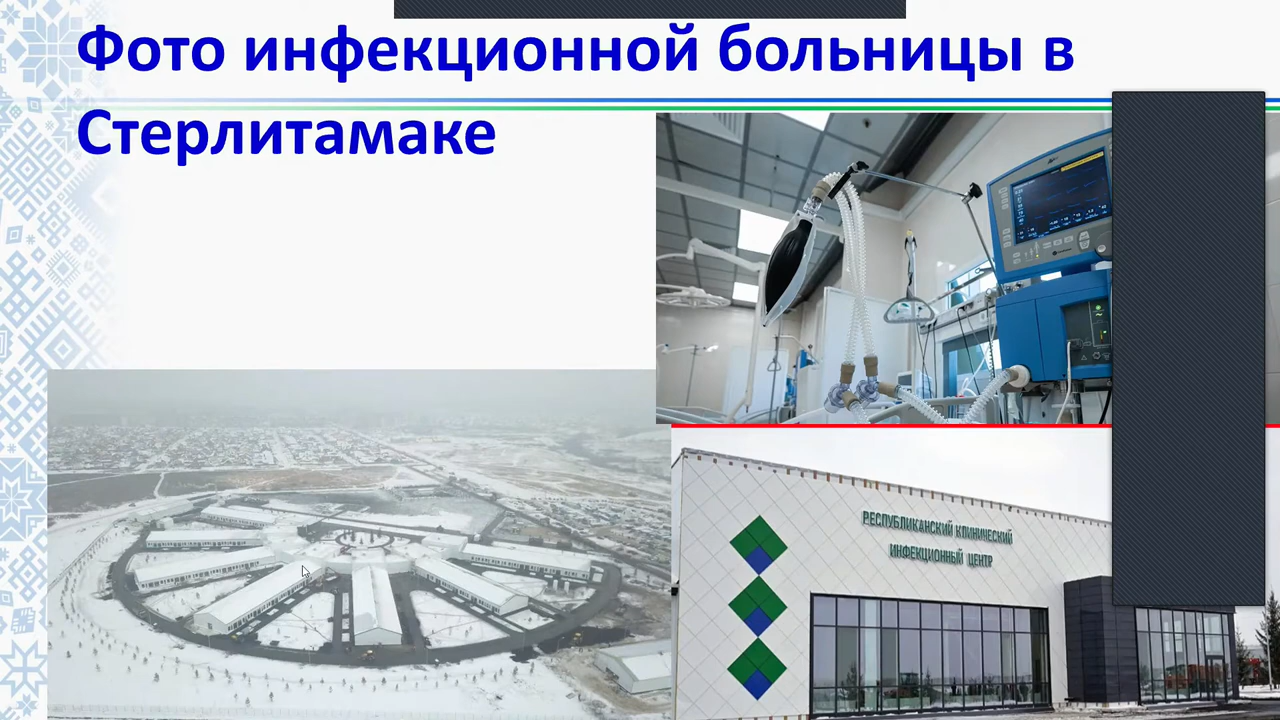 Фото инфекционной больницы в
Стерлитамаке
РЕСПУБЛИКАНСКИЙ КЛИНИЧЕСКИЙ
ИНФЕКЦИОННЫЙ ЦЕНТР